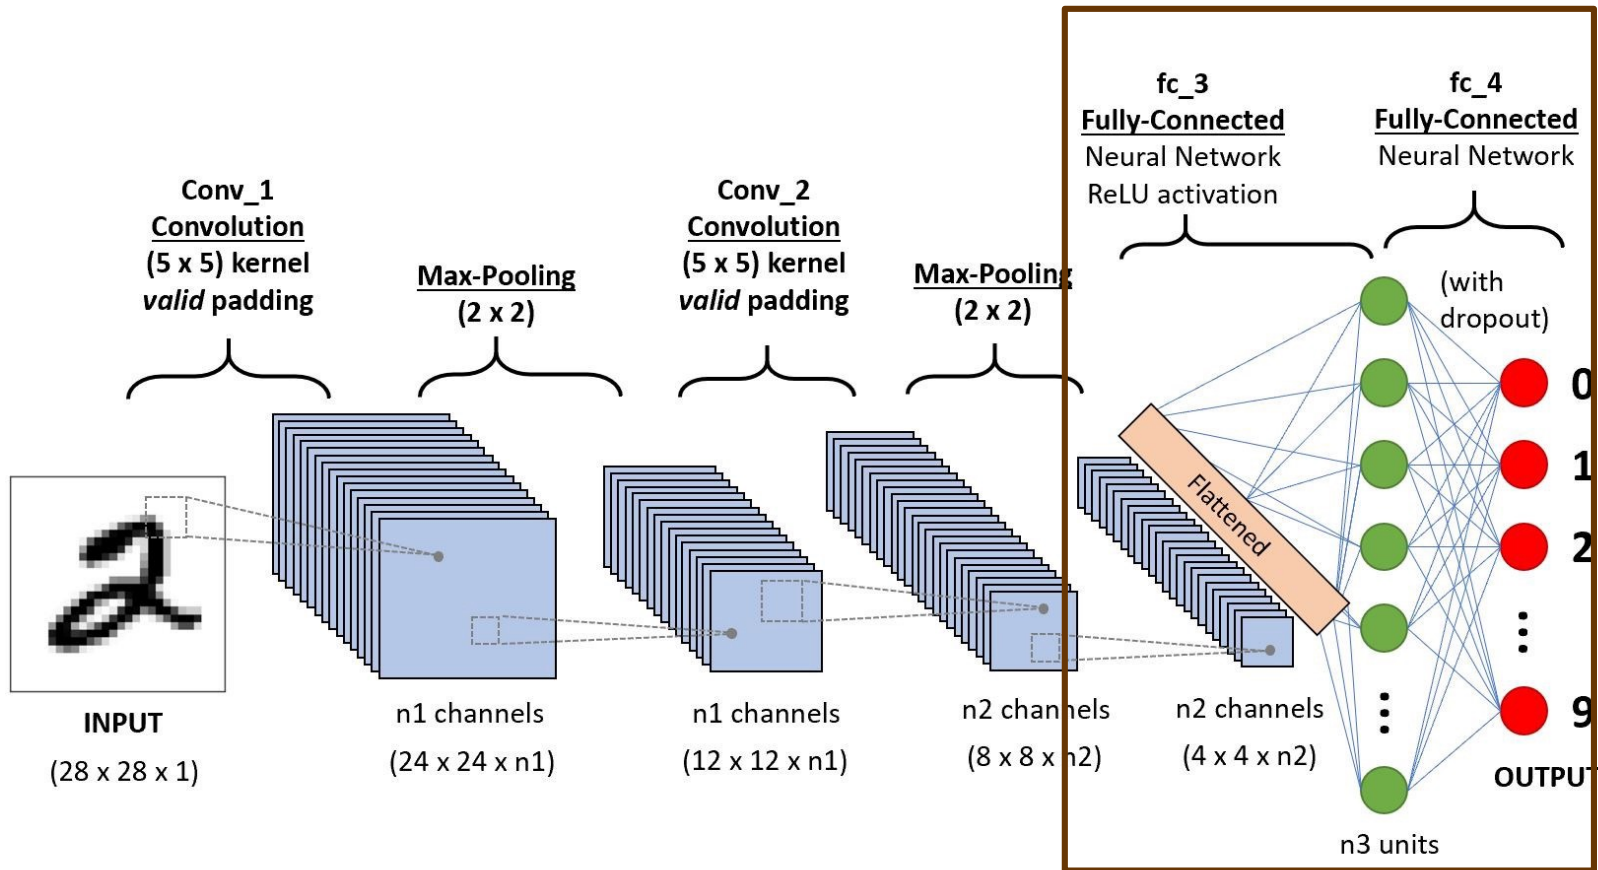 Conv_1
Convolution
(5 x 5) kernel
valid padding
Max-Pooling
(2 x 2)
Conv_2
Convolution
(5 x 5) kernel
valid padding
Max-Pooling
(2 x 2)
fc_3
Fully-Connected
Neural Network
ReLU activation
fc_4
Fully-Connected
Neural Network
(with
dropout)
0
1
2
9
Flattened
INPUT
(28 x 28 x 1)
n1 channels
(24 x 24 x n1)
n1 channels
(12 x 12 x n1)
n2 channels
(8 x 8 x n2)
n2 channels
(4 x 4 x n2)
OUTPUT
n3 units